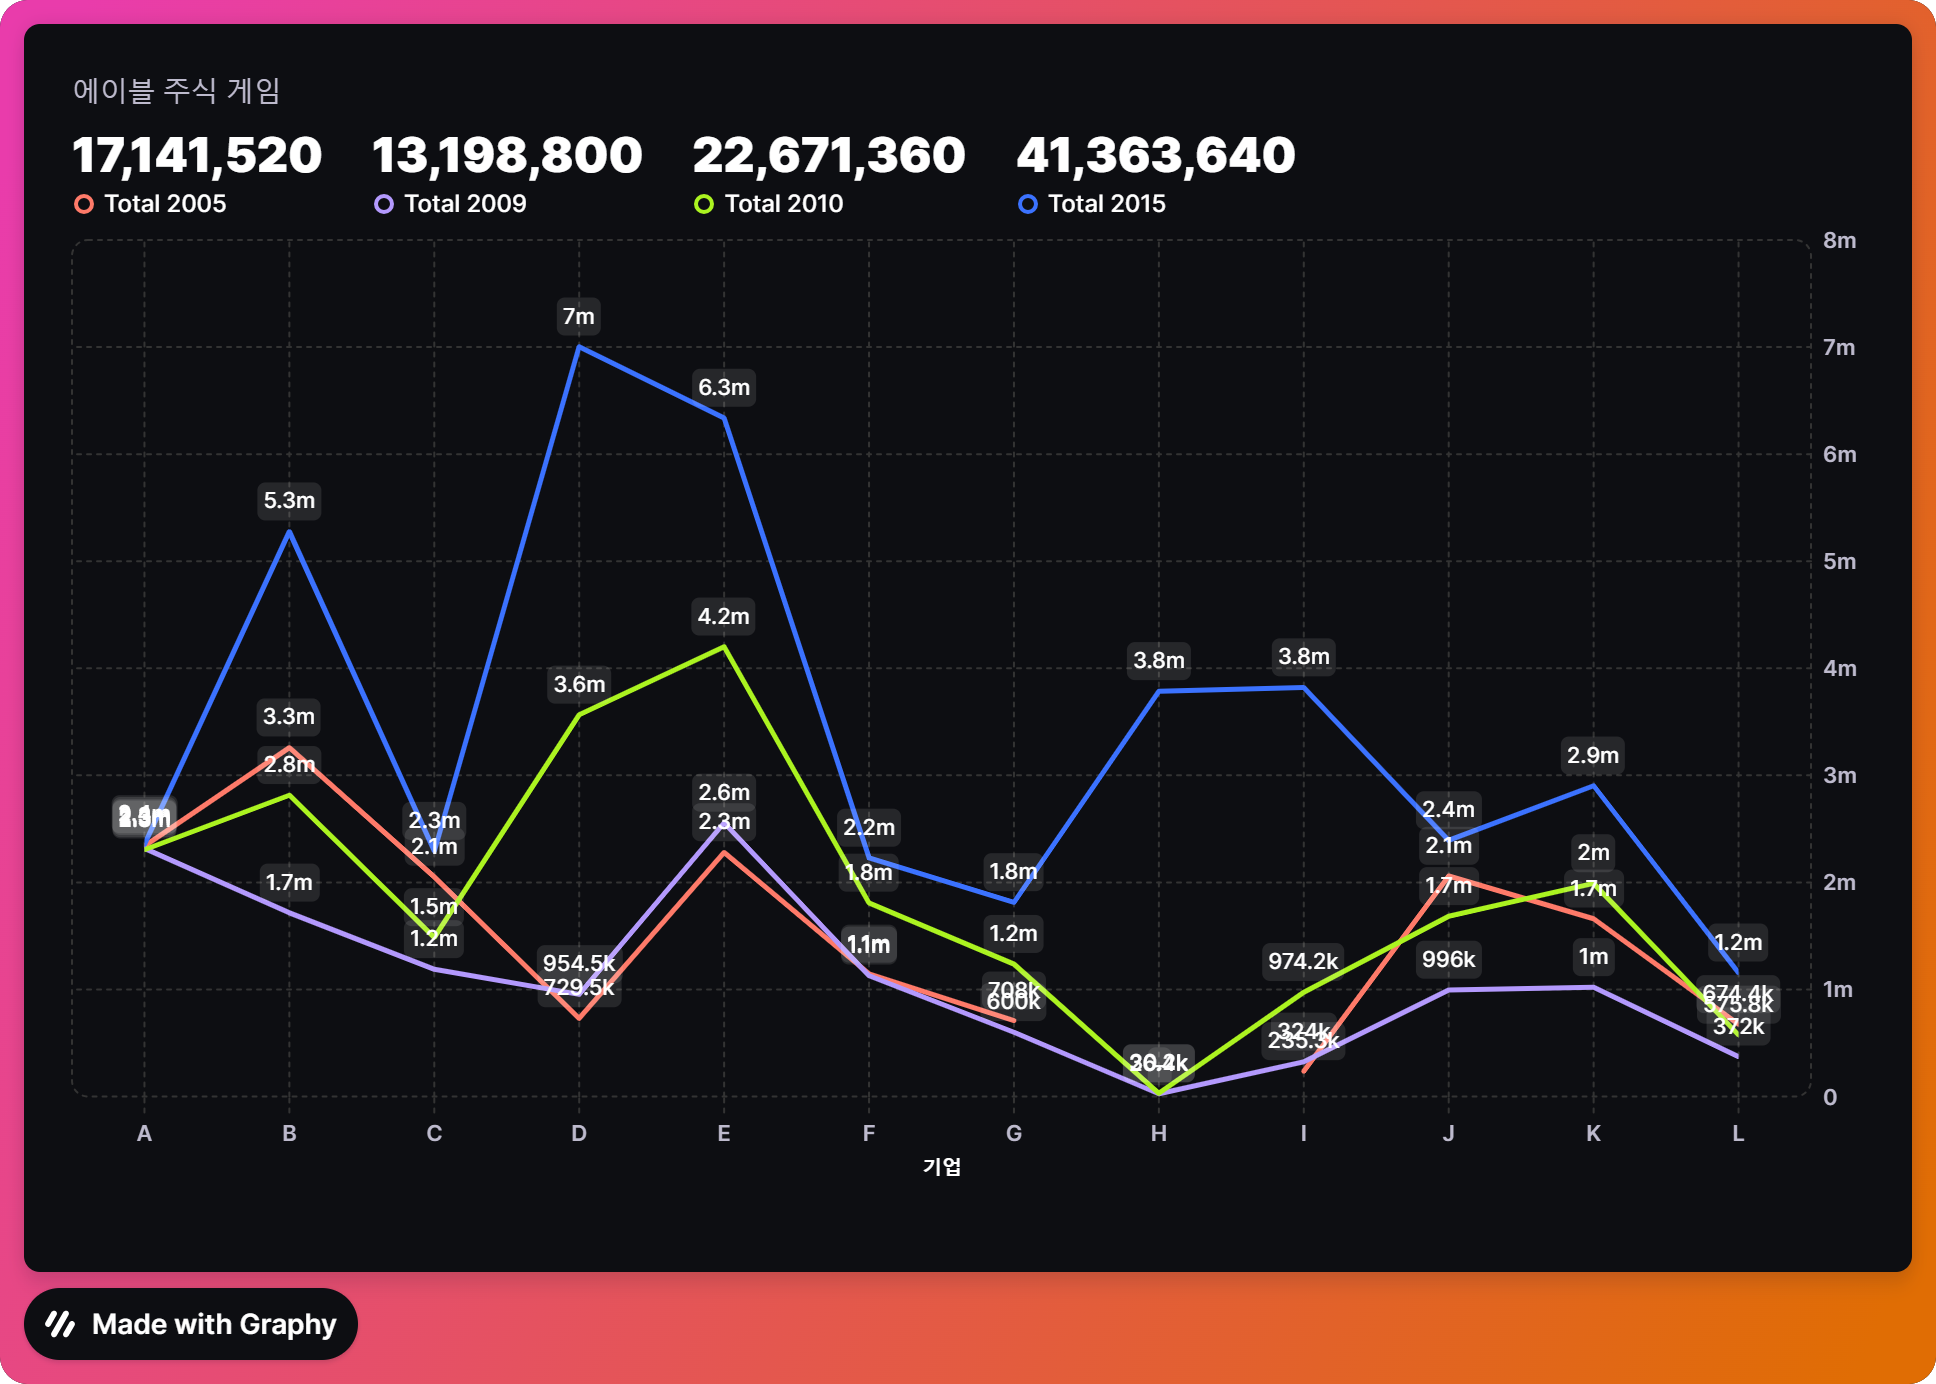 에이블 주식 게임
17,141,520 13,198,800 22,671,360 41,363,640
Total 2005 Total 2009 Total 2010 Total 2015
8m
7m
7m
6.3m
6m
5.3m
5m
4.2m
4m
3.8m 3.8m
3.6m
3.3m
3m
2.9m
2.8m
2.6m
2.3m
2.3m
2.2m
2.4m
2.1m
2.1m
2m
1.8m
1.8m
1.7m
1.7m
1.7m
2m
1.5m
1.2m
1.2m
1.2m
1.1m
954.5k
729.5k
974.2k
996k
1m
1m
708k
600k
324k
235.3k
674.4k
575.8k
372k
0
A B C D E F G H I J K L
기업
Made with Graphy